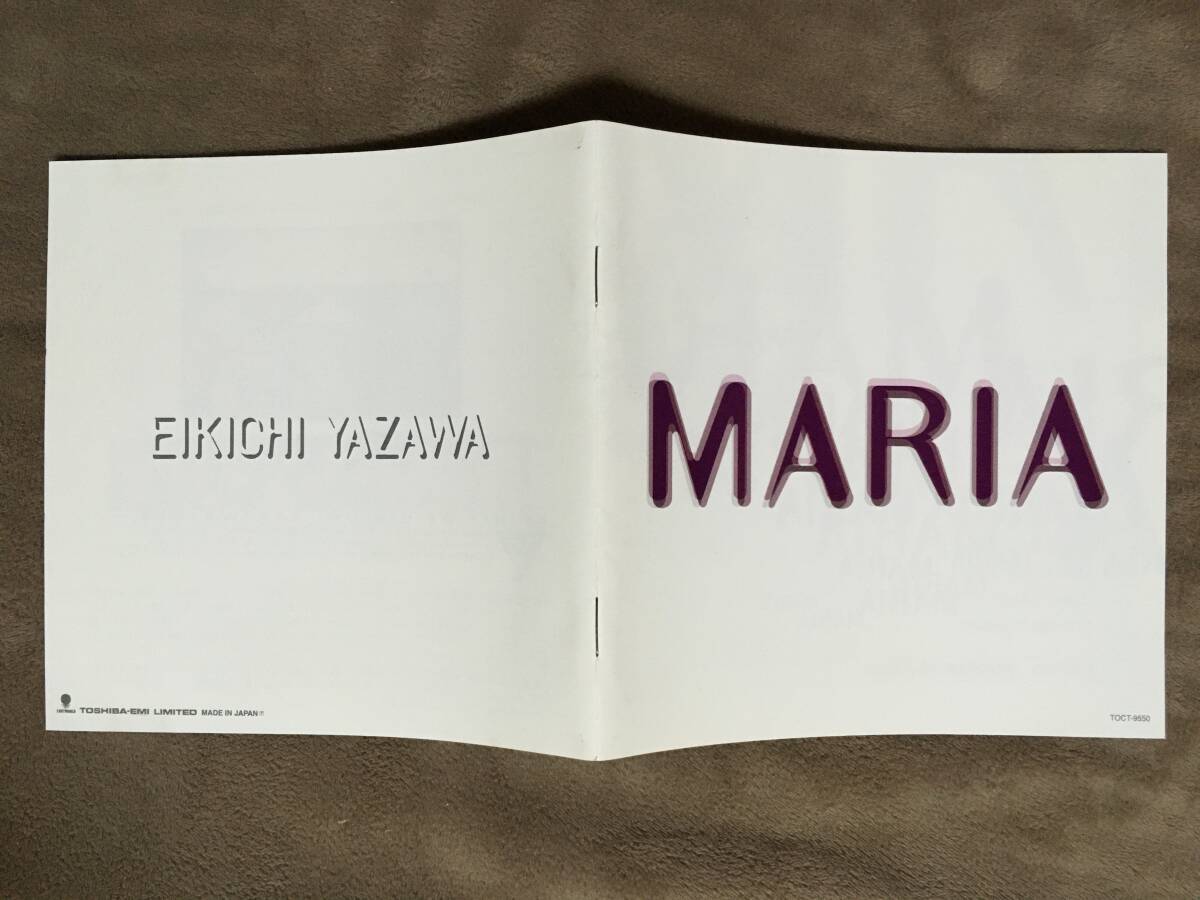 EIKICHI YAZAWA
MARIA
TOSHIBA-EMI LIMITED MADE IN JAPAN
TOCT-9550